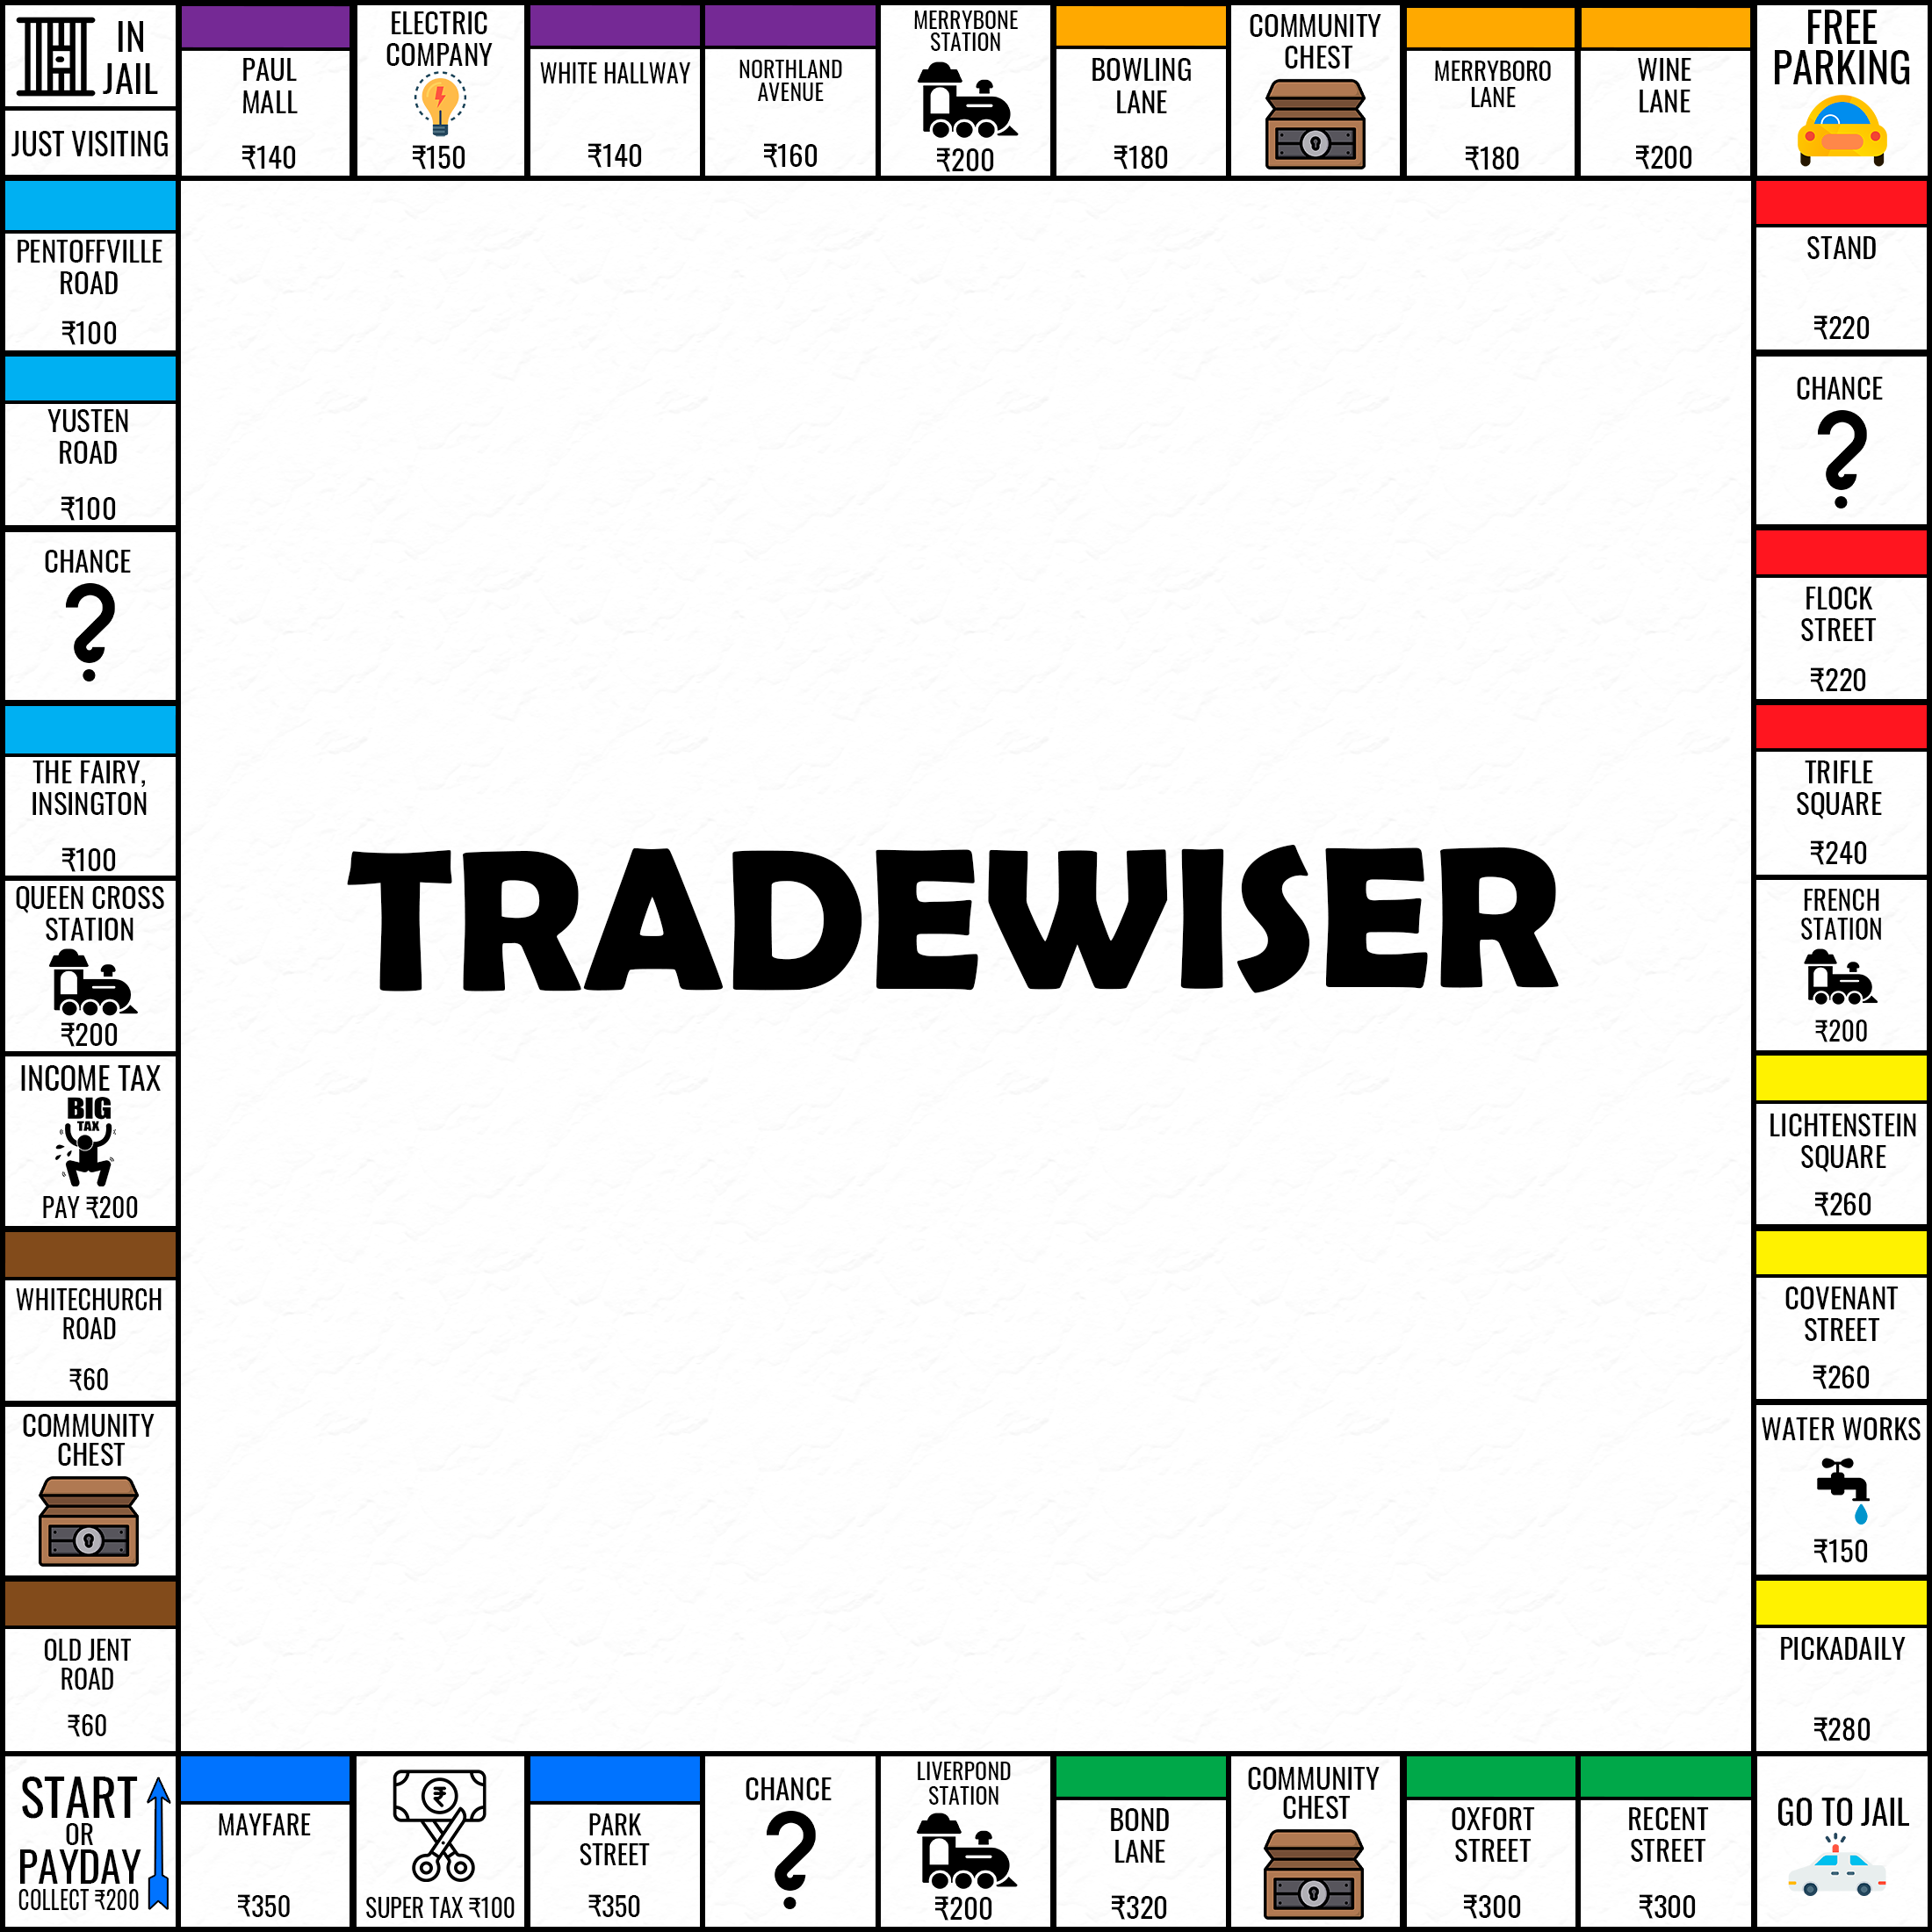 IN
JAIL
JUST VISITING
PAUL
MALL
₹140
ELECTRIC
COMPANY
₹150
WHITE HALLWAY
₹140
NORTHLAND
AVENUE
₹160
MERRYBONE
STATION
₹200
BOWLING
LANE
₹180
COMMUNITY
CHEST
MERRYBORO
LANE
₹180
WINE
LANE
₹200
FREE
PARKING
STAND
₹220
CHANCE
?
FLOCK
STREET
₹220
TRIFLE
SQUARE
₹240
FRENCH
STATION
₹200
LICHTENSTEIN
SQUARE
₹260
COVENANT
STREET
₹260
WATER WORKS
₹150
PICKADAILY
₹280
GO TO JAIL
RECENT
STREET
₹300
OXFORT
STREET
₹300
COMMUNITY
CHEST
BOND
LANE
₹320
LIVERPOND
STATION
₹200
CHANCE
?
PARK
STREET
₹350
₹
SUPER TAX ₹100
MAYFARE
₹350
START
OR
PAYDAY
COLLECT ₹200
OLD JENT
ROAD
₹60
COMMUNITY
CHEST
WHITECHURCH
ROAD
₹60
INCOME TAX
BIG
TAX
PAY ₹200
QUEEN CROSS
STATION
₹200
THE FAIRY,
INSINGTON
₹100
CHANCE
?
YUSTEN
ROAD
₹100
PENTOFFVILLE
ROAD
₹100
TRADEWISER